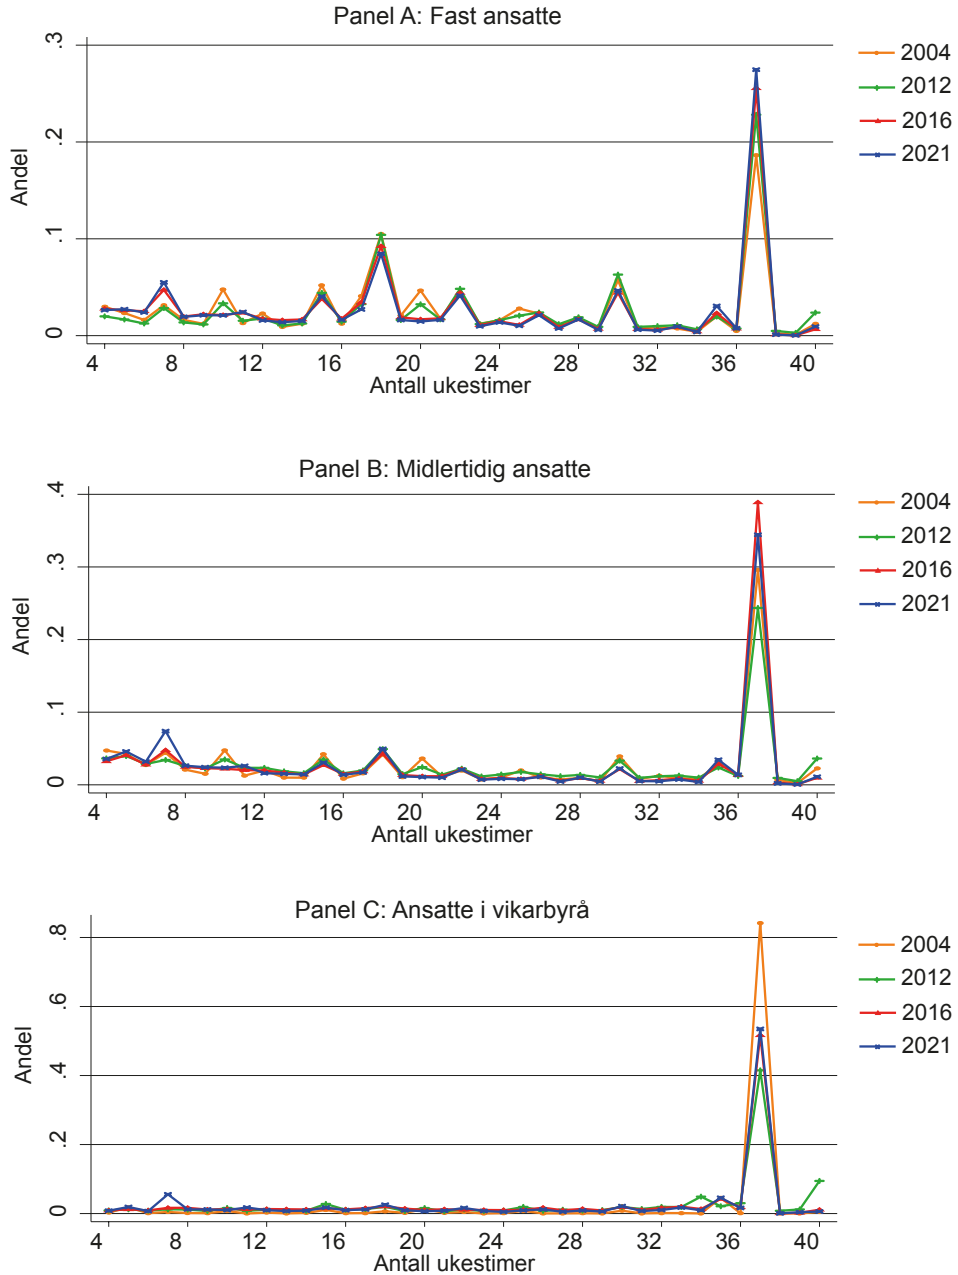 Panel A: Fast ansatte
.3
.2
.1
0
Andel
4 8 12 16 20 24 28 32 36 40
Antall ukestimer
2004
2012
2016
2021
Panel B: Midlertidig ansatte
.4
.3
.2
.1
0
Andel
4 8 12 16 20 24 28 32 36 40
Antall ukestimer
2004
2012
2016
2021
Panel C: Ansatte i vikarbyrå
.8
.6
.4
.2
0
Andel
4 8 12 16 20 24 28 32 36 40
Antall ukestimer
2004
2012
2016
2021